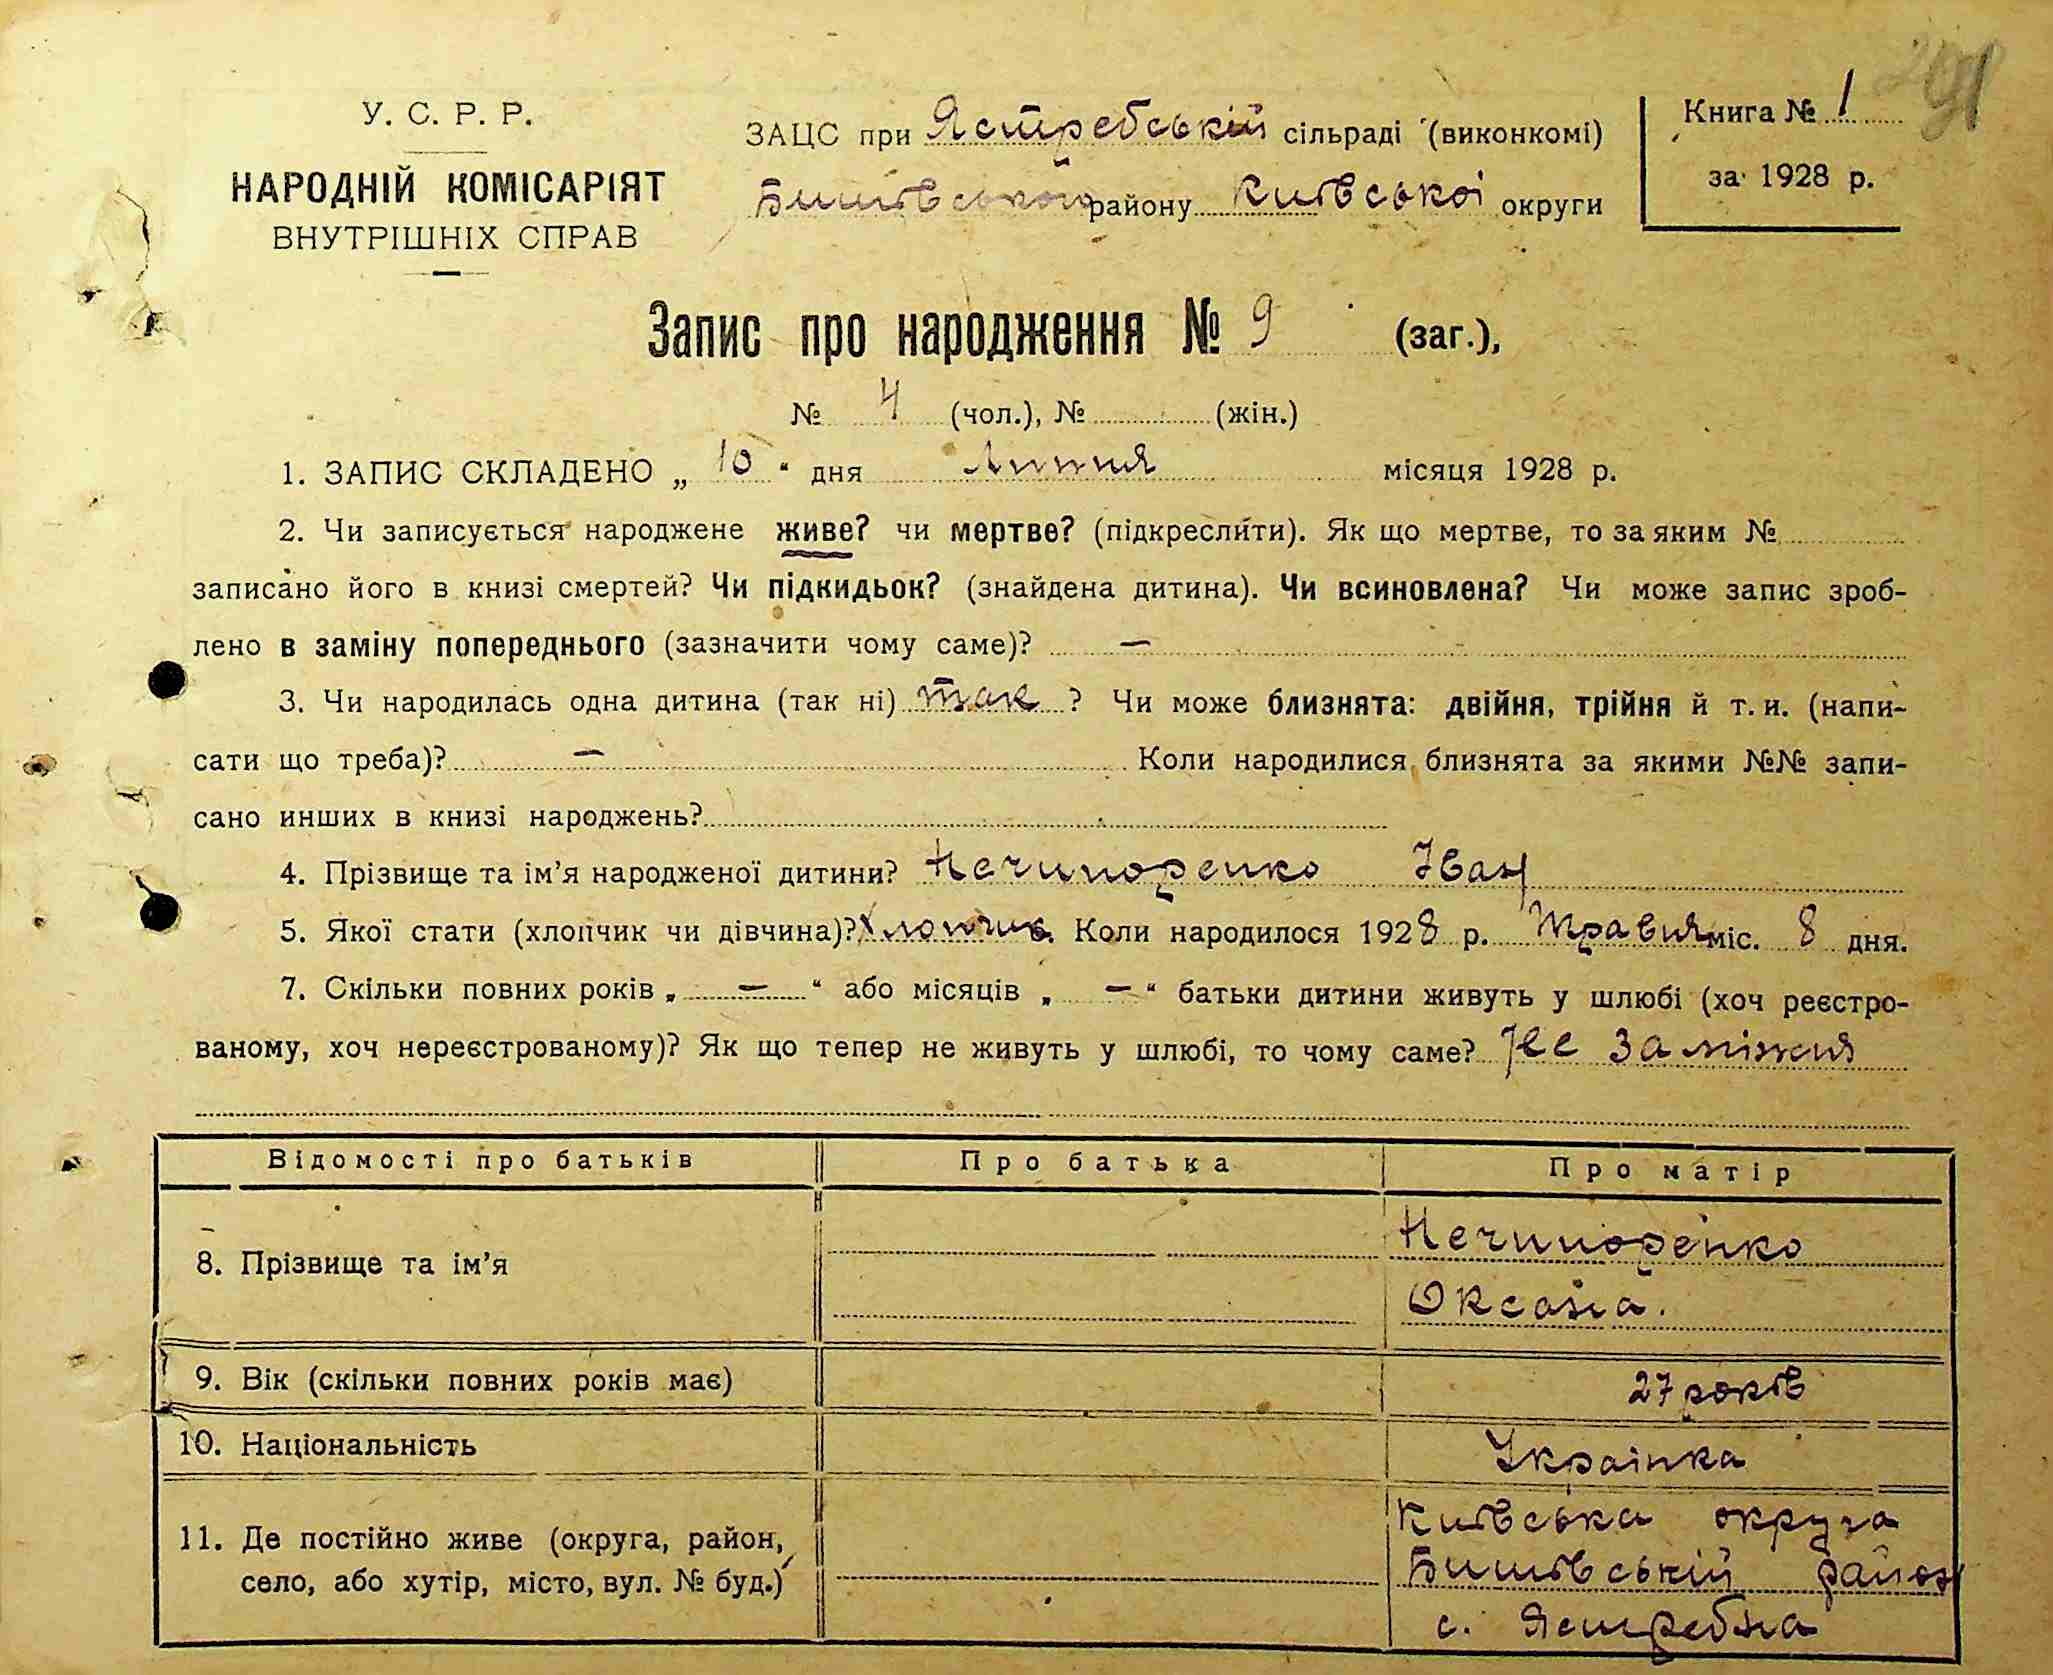 291
У. С. Р. Р.
НАРОДНІЙ КОМІСАРІЯТ
ВНУТРІШНІХ СПРАВ
ЗАЦС при Ястребській сільраді (виконкомі)
Бишівського району Київської округи
Книга № 1
за 1928 р.
Запис про народження № 9 (заг.),
№ 4 (чол.), № (жін.)
1. ЗАПИС СКЛАДЕНО „ 10 “ дня Липня місяця 1928 р.
2. Чи записується народжене живе? чи мертве? (підкреслити). Як що мертве, то за яким №
записано його в книзі смертей? Чи підкидьок? (знайдена дитина). Чи всиновлена? Чи може запис зроб-
лено в заміну попереднього (зазначити чому саме)? —
3. Чи народилась одна дитина (так ні) так ? Чи може близнята: двійня, трійня й т. и. (напи-
сати що треба)? — Коли народилися близнята за якими №№ запи-
сано инших в книзі народжень?
4. Прізвище та ім’я народженої дитини? Нечипоренко Іван
5. Якої стати (хлопчик чи дівчина)? Хлопчик. Коли народилося 1928 р. Травня міс. 8 дня.
7. Скільки повних років „ — “ або місяців „ — “ батьки дитини живуть у шлюбі (хоч реєстро-
ваному, хоч нереєстрованому)? Як що тепер не живуть у шлюбі, то чому саме? Не заміжня
Відомості про батьків Про батька Про матір
8. Прізвище та ім’я Нечипоренко
Оксана.
9. Вік (скільки повних років має) 27 років
10. Національність Українка
11. Де постійно живе (округа, район, село, або хутір, місто, вул. № буд.) Київська округа
Бишівський район
с. Ястребна